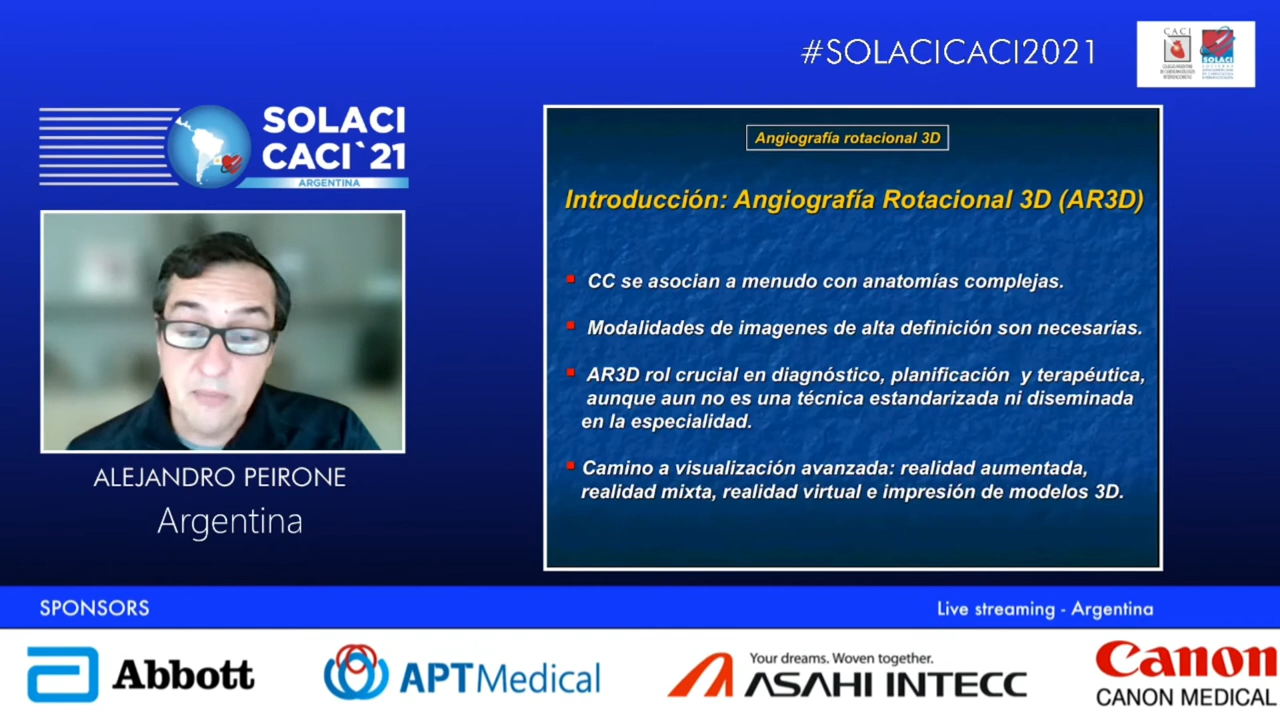 #SOLACICACI2021
CACI
SOLACI
SOCIEDAD
SOLACI
CACI`21
ARGENTINA
Angiografía rotacional 3D
Introducción: Angiografía Rotacional 3D (AR3D)
CC se asocian a menudo con anatomías complejas.
Modalidades de imagenes de alta definición son necesarias.
AR3D rol crucial en diagnóstico, planificación y terapéutica,
aunque aun no es una técnica estandarizada ni diseminada
en la especialidad.
Camino a visualización avanzada: realidad aumentada,
realidad mixta, realidad virtual e impresión de modelos 3D.
ALEJANDRO PEIRONE
Argentina
SPONSORS
Live streaming - Argentina
Abbott
APTMedical
Your dreams. Woven together.
ASAHI INTECC
Canon
CANON MEDICAL